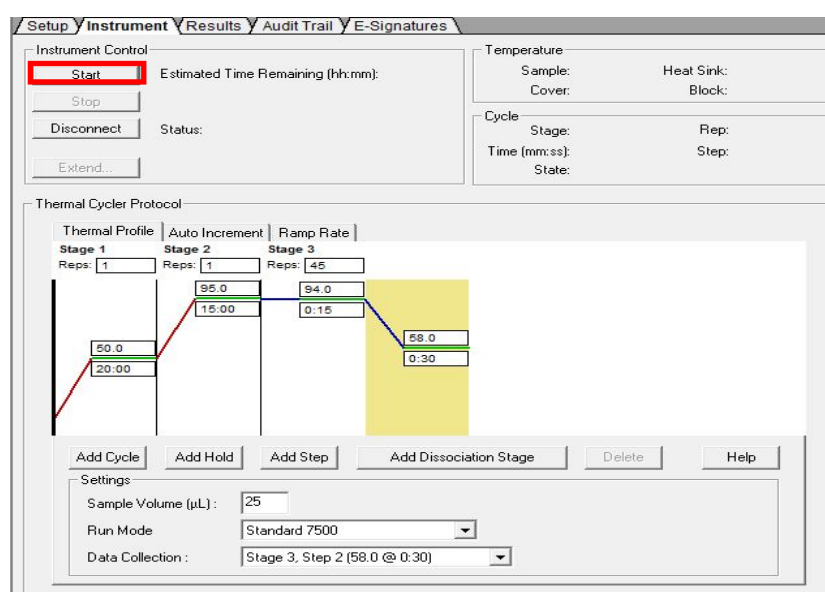 Setup Instrument Results Audit Trail E-Signatures
Instrument Control
Start Estimated Time Remaining (hh:mm):
Stop
Disconnect Status:
Extend...
Temperature
Sample: Heat Sink:
Cover: Block:
Cycle
Stage: Rep:
Time (mm:ss): Step:
State:
Thermal Cycler Protocol
Thermal Profile Auto Increment Ramp Rate
Stage 1 Stage 2 Stage 3
Reps: 1 Reps: 1 Reps: 45
95.0 94.0
15:00 0:15
50.0 58.0
20:00 0:30
Add Cycle Add Hold Add Step Add Dissociation Stage Delete Help
Settings
Sample Volume (µL) : 25
Run Mode Standard 7500
Data Collection : Stage 3, Step 2 (58.0 @ 0:30)